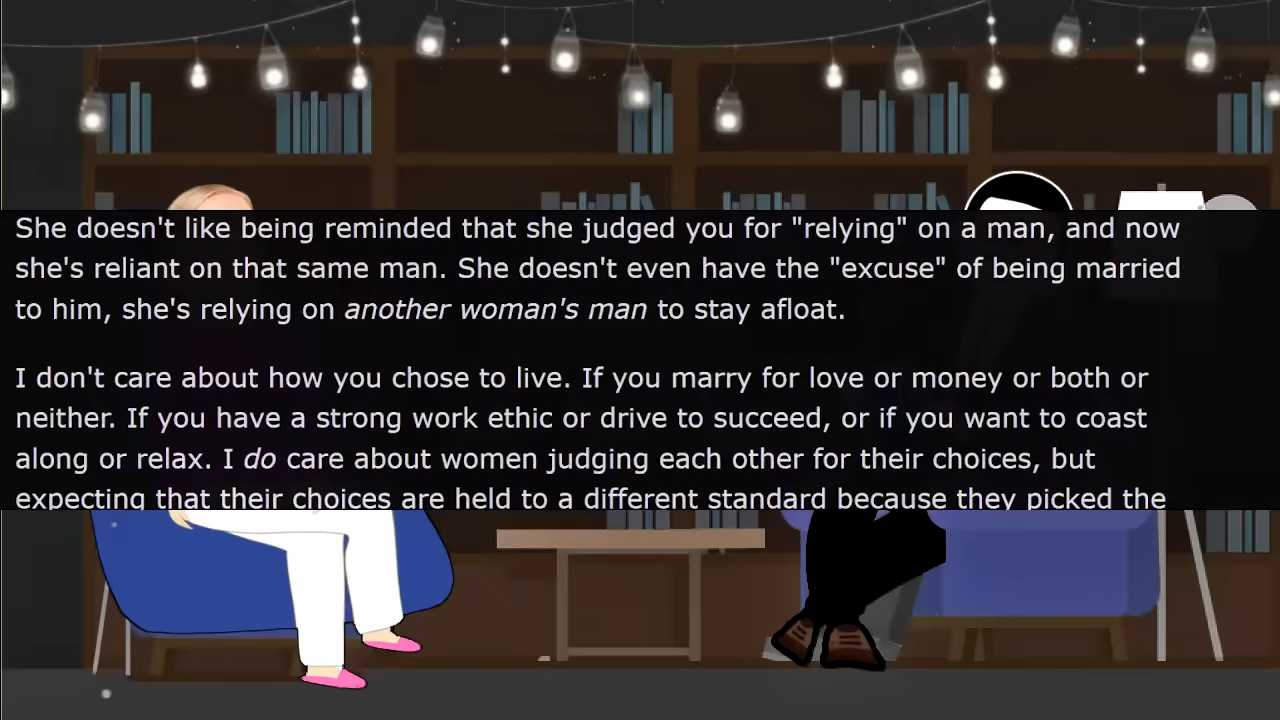 She doesn't like being reminded that she judged you for "relying" on a man, and now
she's reliant on that same man. She doesn't even have the "excuse" of being married
to him, she's relying on another woman's man to stay afloat.
I don't care about how you chose to live. If you marry for love or money or both or
neither. If you have a strong work ethic or drive to succeed, or if you want to coast
along or relax. I do care about women judging each other for their choices, but
expecting that their choices are held to a different standard because they picked the